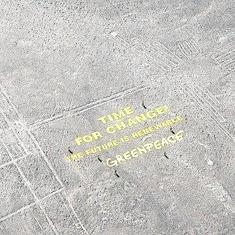 TIME
FOR CHANGE!
THE FUTURE IS RENEWABLE
GREENPEACE